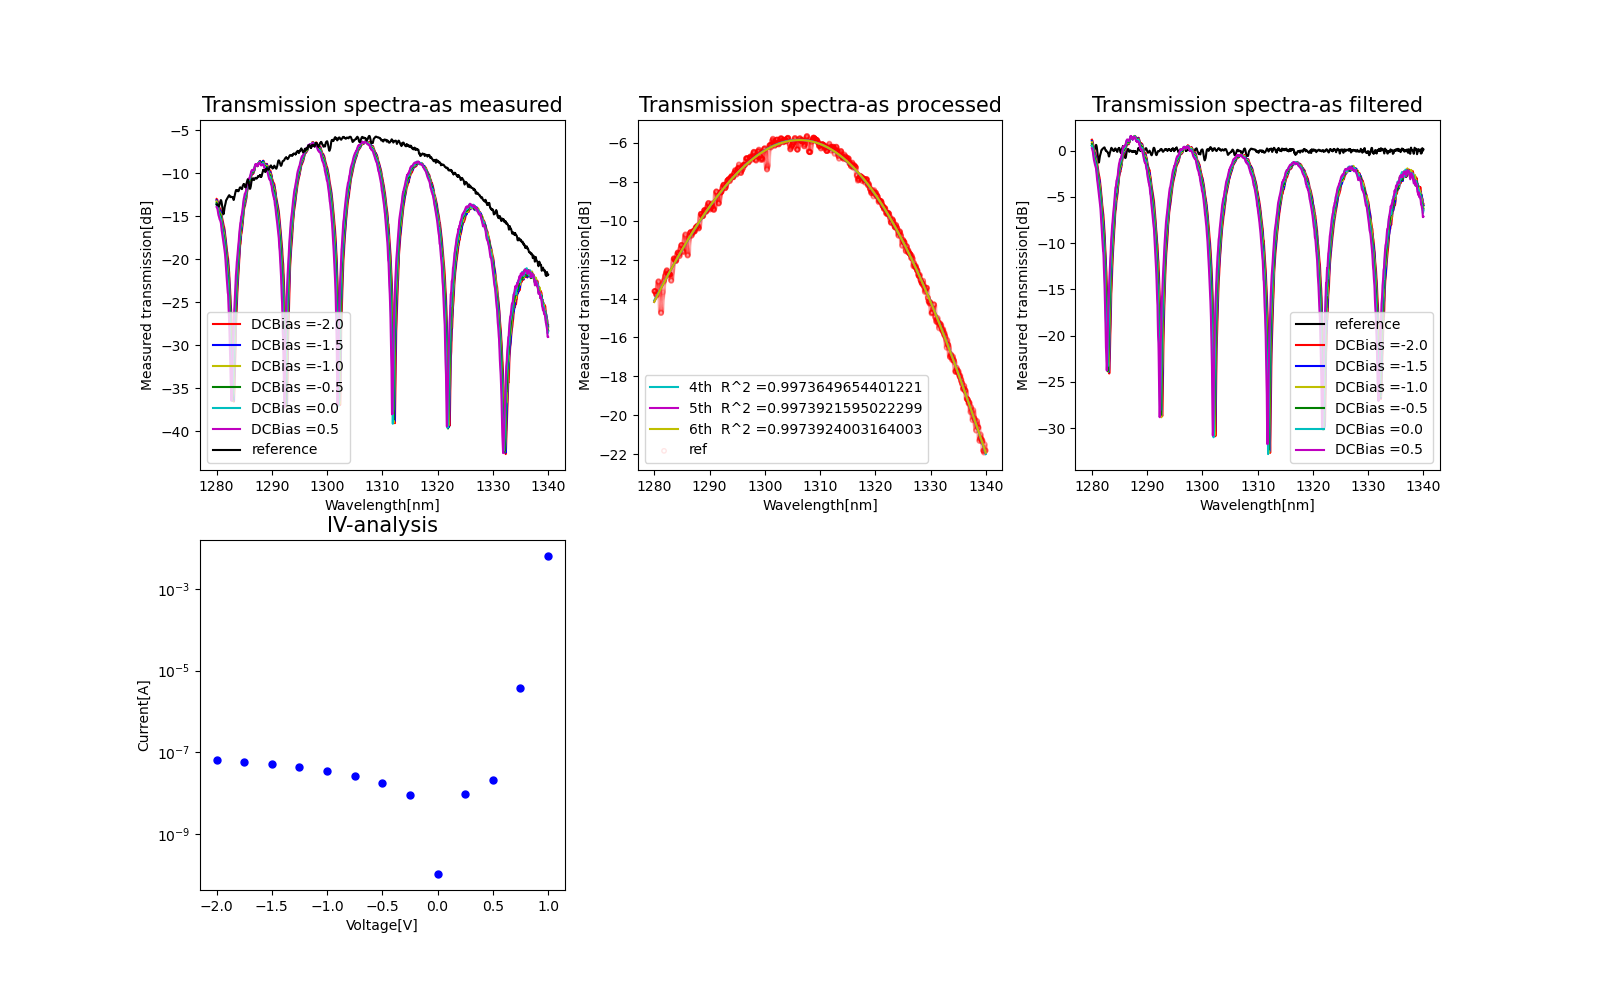 Transmission spectra-as measured
Measured transmission[dB]
−5
−10
−15
−20
−25
−30
−35
−40
DCBias =-2.0
DCBias =-1.5
DCBias =-1.0
DCBias =-0.5
DCBias =0.0
DCBias =0.5
reference
1280 1290 1300 1310 1320 1330 1340
Wavelength[nm]
Transmission spectra-as processed
Measured transmission[dB]
−6
−8
−10
−12
−14
−16
−18
−20
−22
4th R^2 =0.9973649654401221
5th R^2 =0.9973921595022299
6th R^2 =0.9973924003164003
ref
1280 1290 1300 1310 1320 1330 1340
Wavelength[nm]
Transmission spectra-as filtered
Measured transmission[dB]
0
−5
−10
−15
−20
−25
−30
reference
DCBias =-2.0
DCBias =-1.5
DCBias =-1.0
DCBias =-0.5
DCBias =0.0
DCBias =0.5
1280 1290 1300 1310 1320 1330 1340
Wavelength[nm]
IV-analysis
Current[A]
10⁻³
10⁻⁵
10⁻⁷
10⁻⁹
−2.0 −1.5 −1.0 −0.5 0.0 0.5 1.0
Voltage[V]